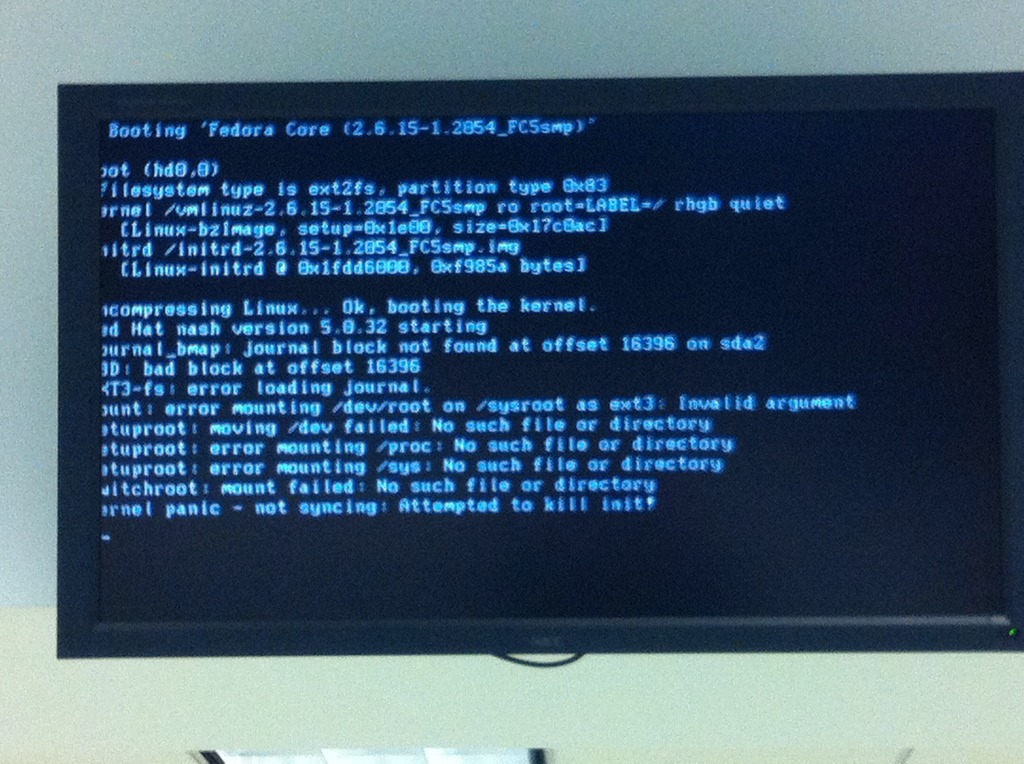 Booting 'Fedora Core (2.6.15-1.2054_FC5smp)'
oot (hd0,0)
Filesystem type is ext2fs, partition type 0x83
ernel /vmlinuz-2.6.15-1.2054_FC5smp ro root=LABEL=/ rhgb quiet
[Linux-bzImage, setup=0x1e00, size=0x17c0ac]
nitrd /initrd-2.6.15-1.2054_FC5smp.img
[Linux-initrd @ 0x1fdd6000, 0xf985a bytes]
ncompressing Linux... Ok, booting the kernel.
ed Hat nash version 5.0.32 starting
ournal_bmap: journal block not found at offset 16396 on sda2
BD: bad block at offset 16396
XT3-fs: error loading journal.
ount: error mounting /dev/root on /sysroot as ext3: Invalid argument
etuproot: moving /dev failed: No such file or directory
etuproot: error mounting /proc: No such file or directory
etuproot: error mounting /sys: No such file or directory
witchroot: mount failed: No such file or directory
ernel panic - not syncing: Attempted to kill init!
_